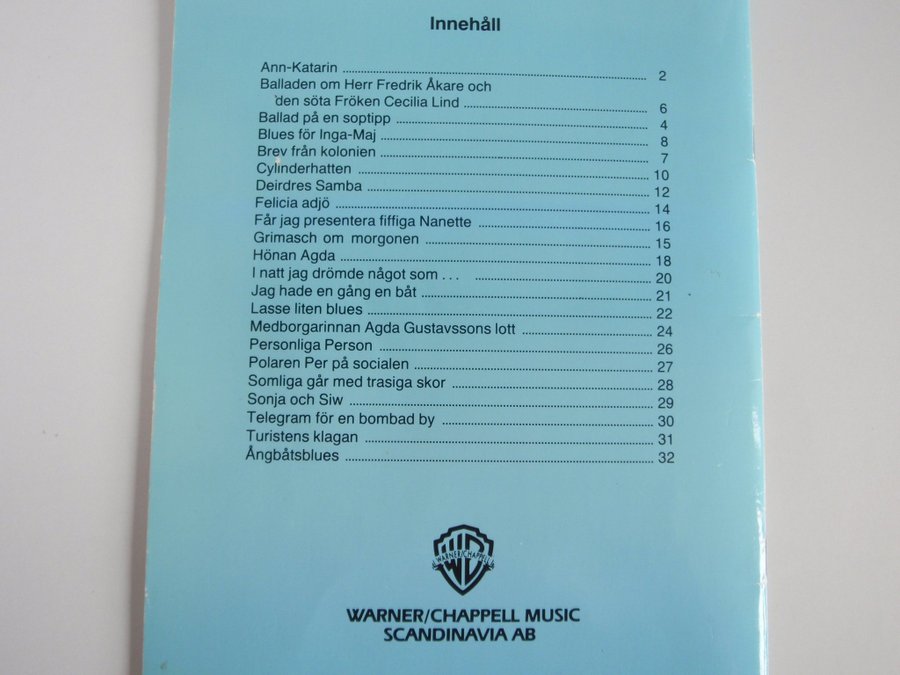 Innehåll
Ann-Katarin ........ 2
Balladen om Herr Fredrik Åkare och
den söta Fröken Cecilia Lind ........ 6
Ballad på en soptipp ........ 4
Blues för Inga-Maj ........ 8
Brev från kolonien ........ 7
Cylinderhatten ........ 10
Deirdres Samba ........ 12
Felicia adjö ........ 14
Får jag presentera fiffiga Nanette ........ 16
Grimasch om morgonen ........ 15
Hönan Agda ........ 18
I natt jag drömde något som . . . ........ 20
Jag hade en gång en båt ........ 21
Lasse liten blues ........ 22
Medborgarinnan Agda Gustavssons lott ........ 24
Personliga Person ........ 26
Polaren Per på socialen ........ 27
Somliga går med trasiga skor ........ 28
Sonja och Siw ........ 29
Telegram för en bombad by ........ 30
Turistens klagan ........ 31
Ångbåtsblues ........ 32
WARNER/CHAPPELL
WARNER/CHAPPELL MUSIC
SCANDINAVIA AB